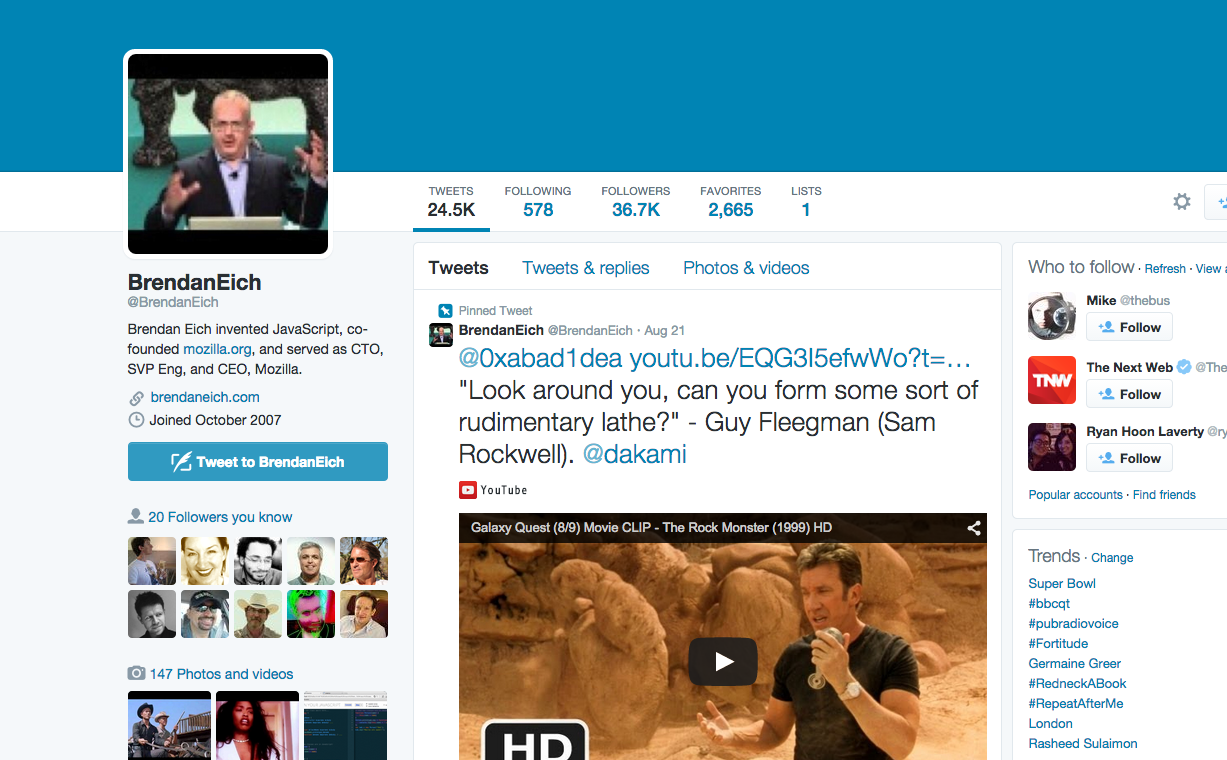 TWEETS
24.5K
FOLLOWING
578
FOLLOWERS
36.7K
FAVORITES
2,665
LISTS
1
BrendanEich
@BrendanEich
Brendan Eich invented JavaScript, co-
founded mozilla.org, and served as CTO,
SVP Eng, and CEO, Mozilla.
brendaneich.com
Joined October 2007
Tweet to BrendanEich
20 Followers you know
147 Photos and videos
Tweets Tweets & replies Photos & videos
Pinned Tweet
BrendanEich @BrendanEich · Aug 21
@0xabad1dea youtu.be/EQG3I5efwWo?t=…
"Look around you, can you form some sort of
rudimentary lathe?" - Guy Fleegman (Sam
Rockwell). @dakami
YouTube
Galaxy Quest (8/9) Movie CLIP - The Rock Monster (1999) HD
HD
Who to follow · Refresh · View
Mike @thebus
Follow
TNW
The Next Web @The
Follow
Ryan Hoon Laverty @ry
Follow
Popular accounts · Find friends
Trends · Change
Super Bowl
#bbcqt
#pubradiovoice
#Fortitude
Germaine Greer
#RedneckABook
#RepeatAfterMe
London
Rasheed Sulaimon